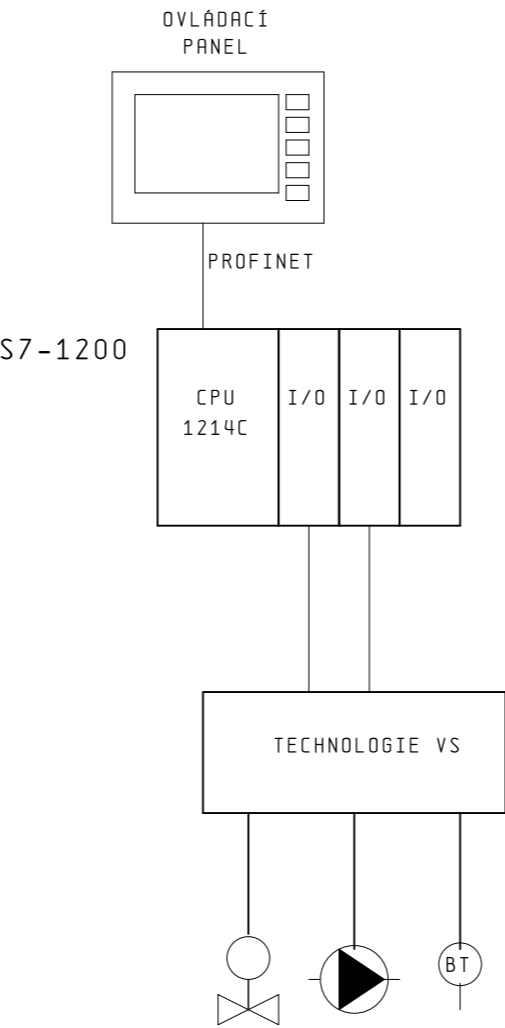 OVLÁDACÍ
PANEL
PROFINET
S7-1200
CPU
1214C
I/O
I/O
I/O
TECHNOLOGIE VS
BT